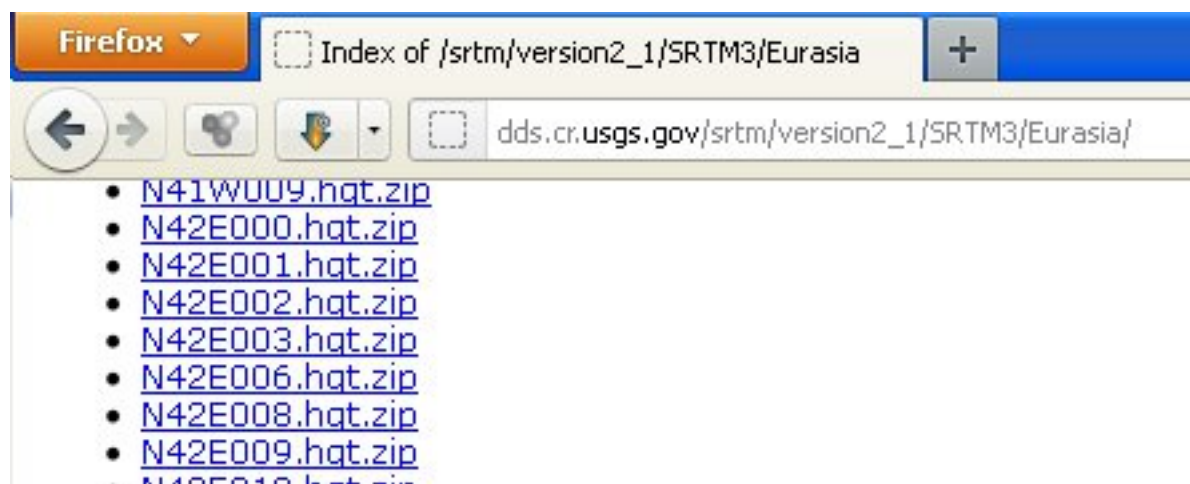 Firefox
Index of /srtm/version2_1/SRTM3/Eurasia
dds.cr.usgs.gov/srtm/version2_1/SRTM3/Eurasia/
N41W009.hgt.zip
N42E000.hgt.zip
N42E001.hgt.zip
N42E002.hgt.zip
N42E003.hgt.zip
N42E006.hgt.zip
N42E008.hgt.zip
N42E009.hgt.zip